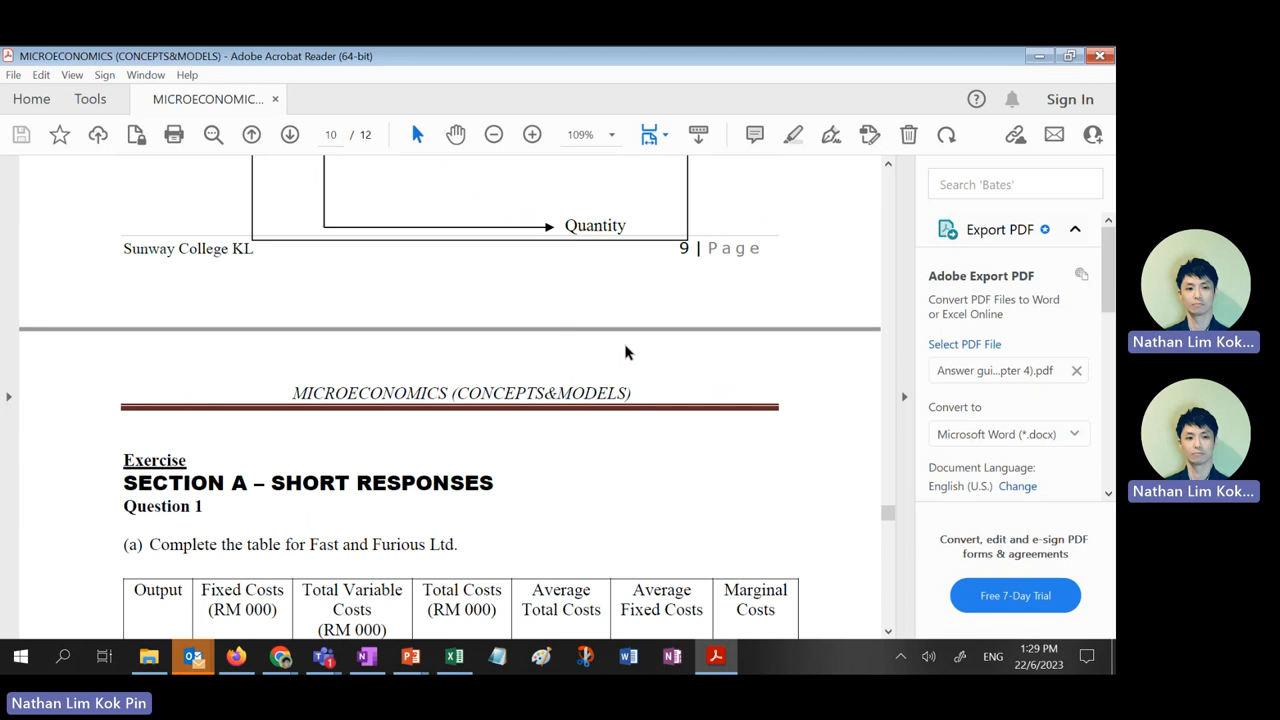 MICROECONOMICS (CONCEPTS&MODELS) - Adobe Acrobat Reader (64-bit)
File Edit View Sign Window Help
Home Tools MICROECONOMIC... × Sign In
10 / 12 109%
Quantity
Sunway College KL 9 | Page
MICROECONOMICS (CONCEPTS&MODELS)
Exercise
SECTION A – SHORT RESPONSES
Question 1
(a) Complete the table for Fast and Furious Ltd.
Output Fixed Costs Total Variable Total Costs Average Average Marginal
(RM 000) Costs (RM 000) Total Costs Fixed Costs Costs
(RM 000)
Search 'Bates'
Export PDF
Adobe Export PDF
Convert PDF Files to Word
or Excel Online
Select PDF File
Answer gui...pter 4).pdf
Convert to
Microsoft Word (*.docx)
Document Language:
English (U.S.) Change
Convert, edit and e-sign PDF
forms & agreements
Free 7-Day Trial
Nathan Lim Kok...
Nathan Lim Kok...
ENG 1:29 PM
22/6/2023
Nathan Lim Kok Pin